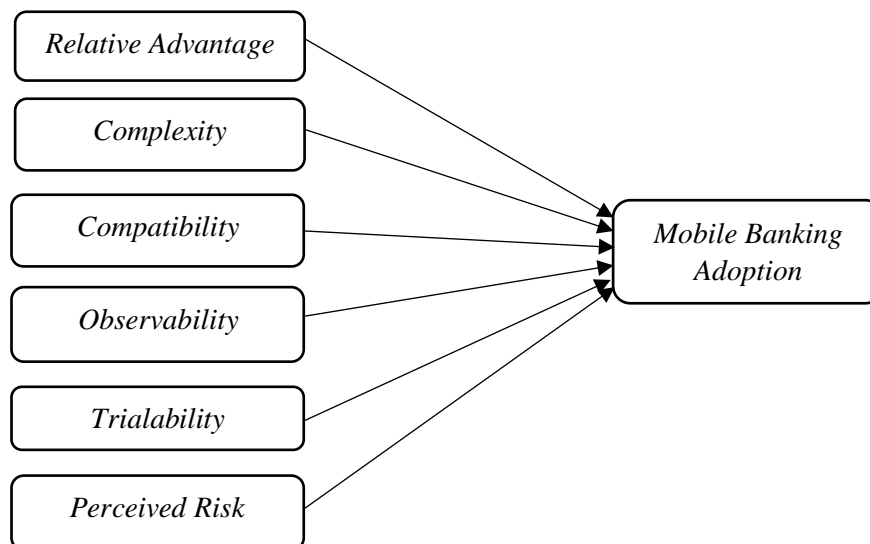 Relative Advantage
Complexity
Compatibility
Observability
Trialability
Perceived Risk
Mobile Banking
Adoption